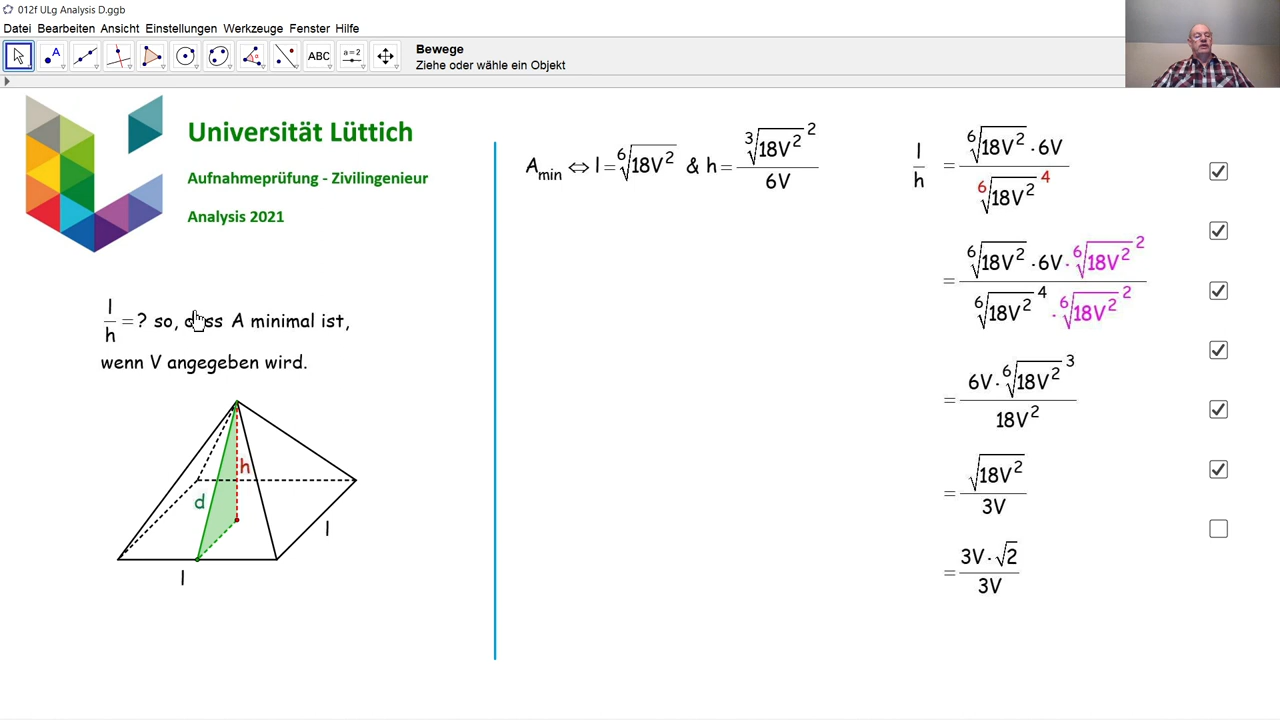 012f ULg Analysis D.ggb
Datei Bearbeiten Ansicht Einstellungen Werkzeuge Fenster Hilfe
A
ABC
a=2
Bewege
Ziehe oder wähle ein Objekt
Universität Lüttich
Aufnahmeprüfung - Zivilingenieur
Analysis 2021
l/h = ? so, dass A minimal ist,
wenn V angegeben wird.
h
d
l
l
A_min ⇔ l = ⁶√(18V²) & h = (³√(18V²))² / 6V
l/h = (⁶√(18V²) · 6V) / (⁶√(18V²))⁴
= (⁶√(18V²) · 6V · (⁶√(18V²))²) / ((⁶√(18V²))⁴ · (⁶√(18V²))²)
= (6V · (⁶√(18V²))³) / 18V²
= √(18V²) / 3V
= (3V · √2) / 3V